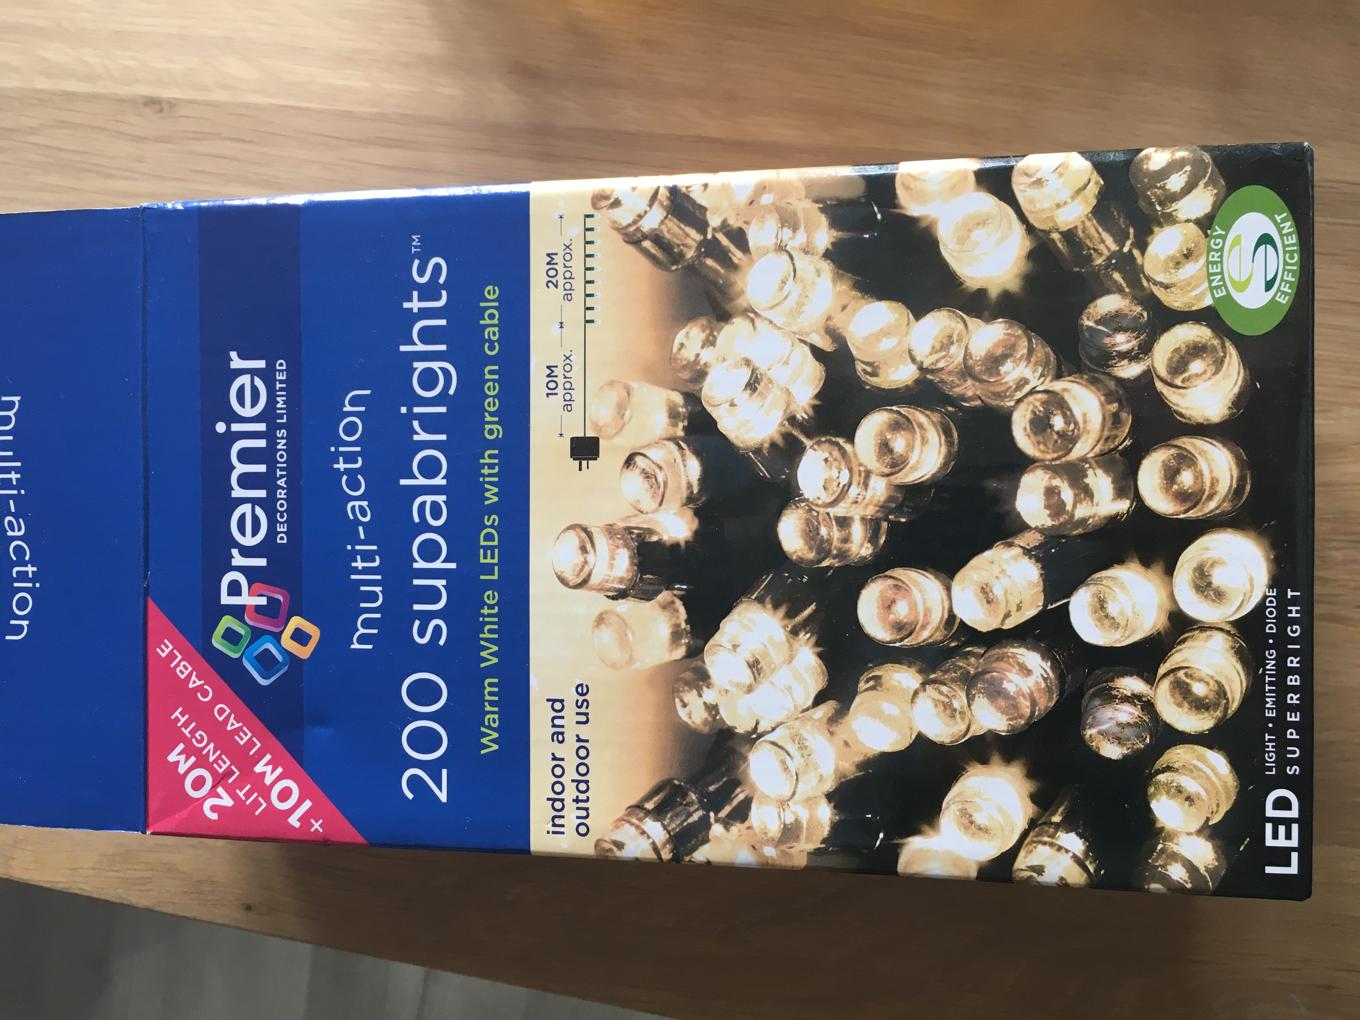 multi-action
20M
LIT LENGTH
+ 10M LEAD CABLE
Premier
DECORATIONS LIMITED
multi-action
200 supabrights™
Warm White LEDs with green cable
indoor and
outdoor use
10M
approx.
20M
approx.
LED LIGHT • EMITTING • DIODE
SUPERBRIGHT
ENERGY
EFFICIENT